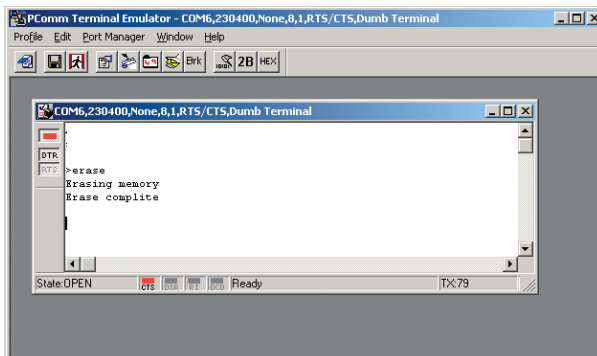 PComm Terminal Emulator - COM6,230400,None,8,1,RTS/CTS,Dumb Terminal
Profile Edit Port Manager Window Help
Brk 2B HEX
COM6,230400,None,8,1,RTS/CTS,Dumb Terminal
DTR
RTS
>erase
Erasing memory
Erase complite
State:OPEN CTS DSR RI DCD Ready TX:79